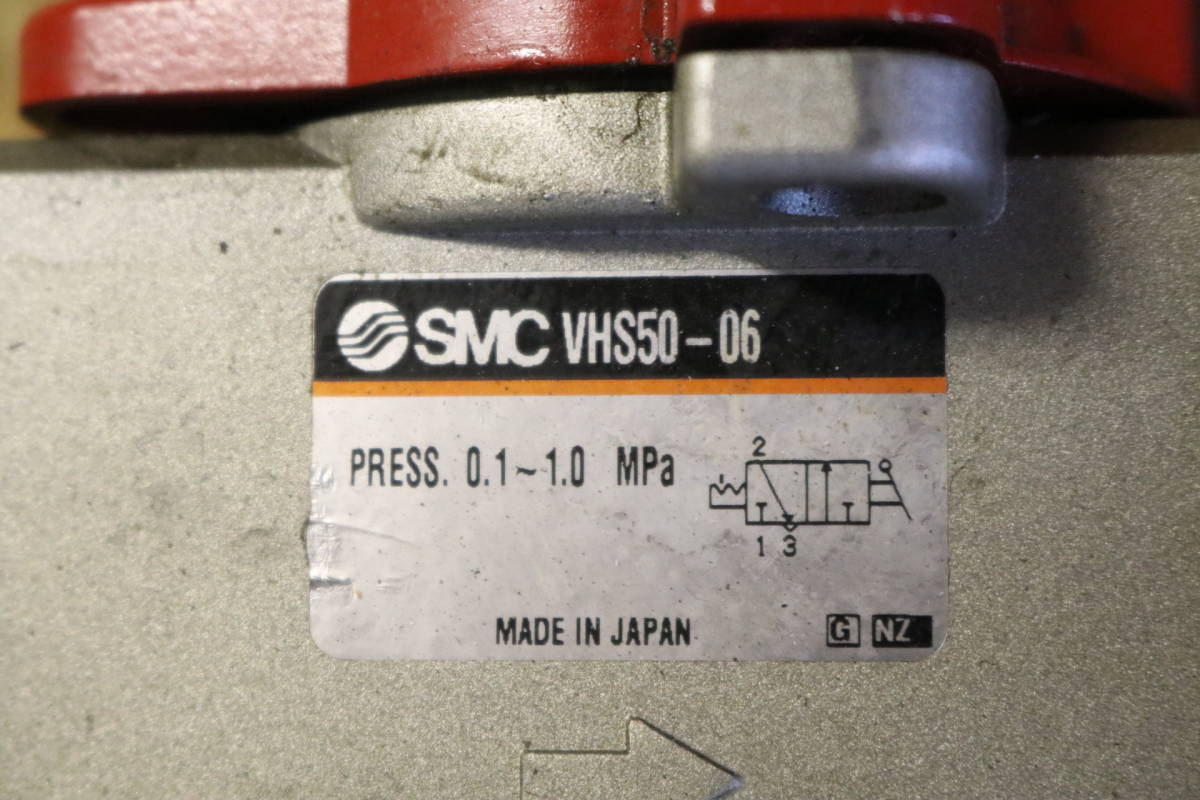 SMC VHS50-06
PRESS. 0.1~1.0 MPa
2
1 3
MADE IN JAPAN
G NZ